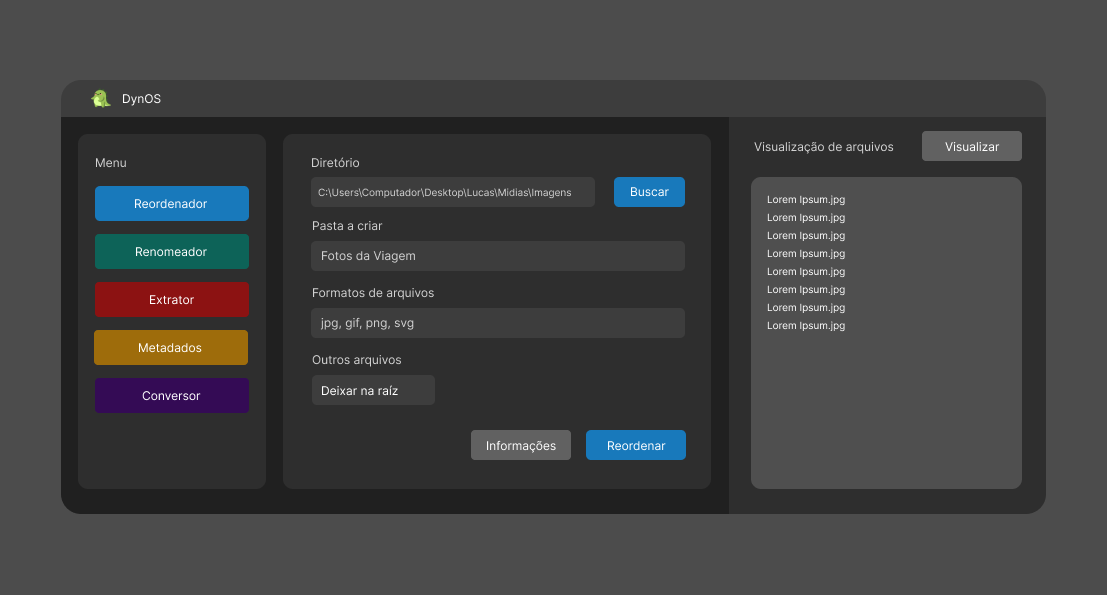 DynOS
Menu
Reordenador
Renomeador
Extrator
Metadados
Conversor
Diretório
C:\Users\Computador\Desktop\Lucas\Midias\Imagens
Buscar
Pasta a criar
Fotos da Viagem
Formatos de arquivos
jpg, gif, png, svg
Outros arquivos
Deixar na raíz
Informações
Reordenar
Visualização de arquivos
Visualizar
Lorem Ipsum.jpg
Lorem Ipsum.jpg
Lorem Ipsum.jpg
Lorem Ipsum.jpg
Lorem Ipsum.jpg
Lorem Ipsum.jpg
Lorem Ipsum.jpg
Lorem Ipsum.jpg